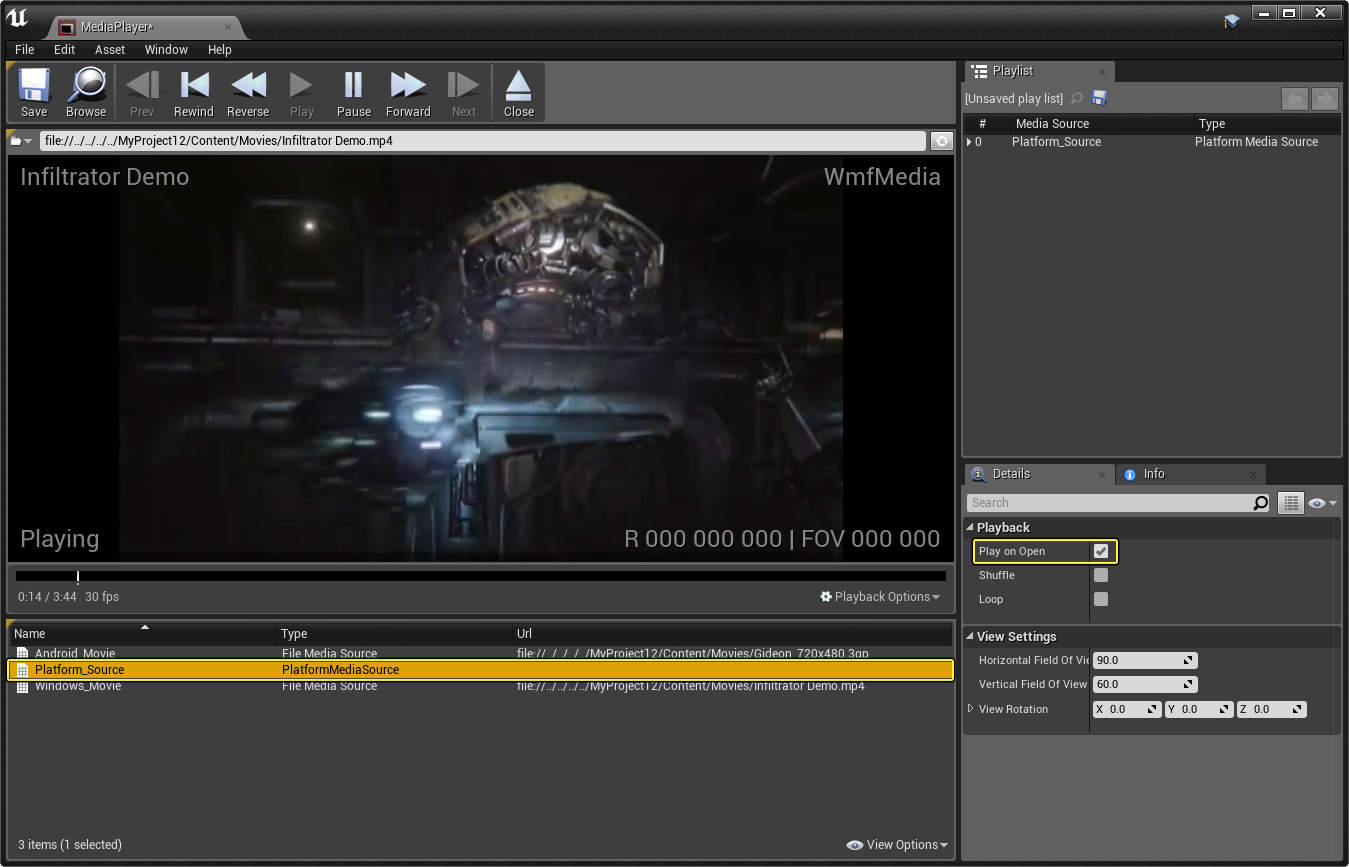 MediaPlayer*
File Edit Asset Window Help
Save Browse Prev Rewind Reverse Play Pause Forward Next Close
file://../../../../MyProject12/Content/Movies/Infiltrator Demo.mp4
Infiltrator Demo WmfMedia
Playing R 000 000 000 | FOV 000 000
0:14 / 3:44 30 fps Playback Options
Name Type Url
Android_Movie File Media Source file://../../../../MyProject12/Content/Movies/Gideon_720x480.3gp
Platform_Source PlatformMediaSource
Windows_Movie File Media Source file://../../../../MyProject12/Content/Movies/Infiltrator Demo.mp4
3 items (1 selected) View Options
Playlist
[Unsaved play list]
# Media Source Type
0 Platform_Source Platform Media Source
Details Info
Search
Playback
Play on Open
Shuffle
Loop
View Settings
Horizontal Field Of Vie 90.0
Vertical Field Of View 60.0
View Rotation X 0.0 Y 0.0 Z 0.0